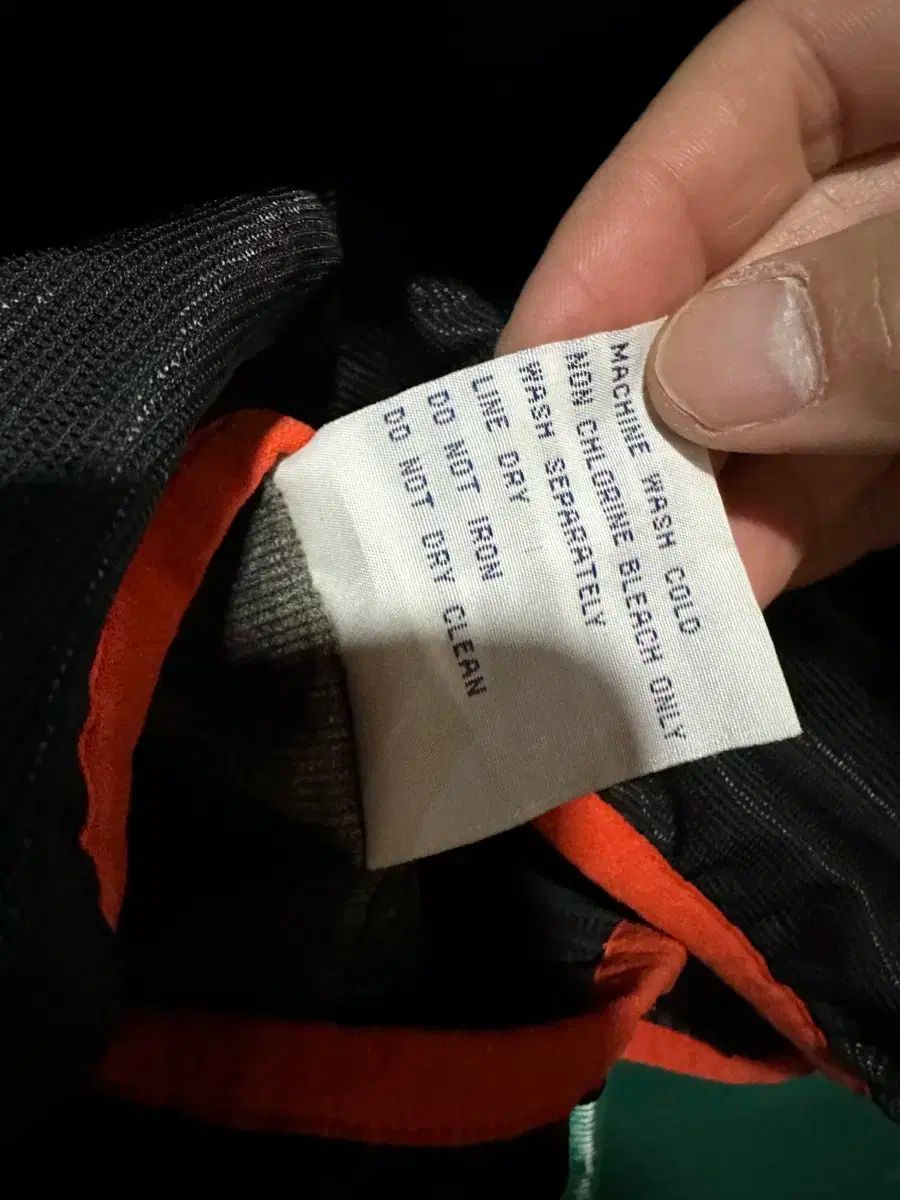 MACHINE WASH COLD
NON CHLORINE BLEACH ONLY
WASH SEPARATELY
LINE DRY
DO NOT IRON
DO NOT DRY CLEAN